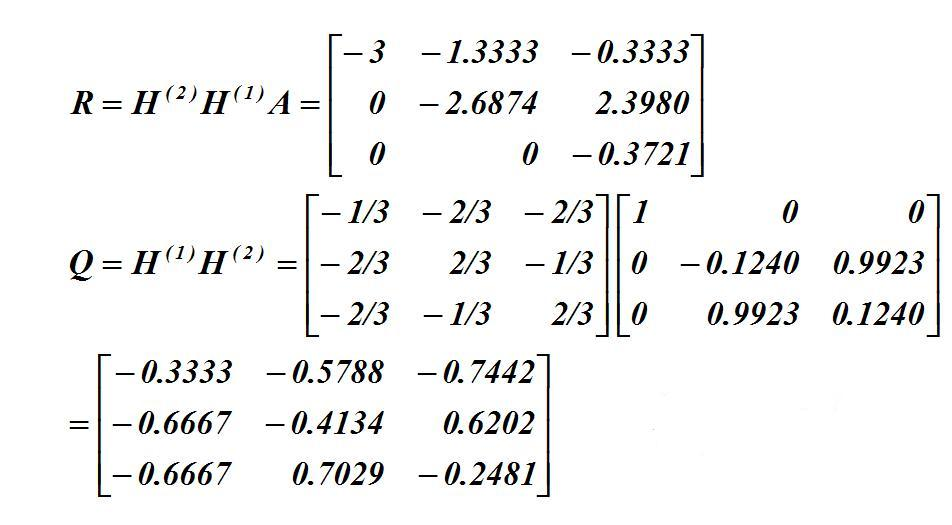 − 3 − 1.3333 − 0.3333
R = H⁽²⁾H⁽¹⁾A = 0 − 2.6874 2.3980
0 0 − 0.3721
− 1/3 − 2/3 − 2/3 1 0 0
Q = H⁽¹⁾H⁽²⁾ = − 2/3 2/3 − 1/3 0 − 0.1240 0.9923
− 2/3 − 1/3 2/3 0 0.9923 0.1240
− 0.3333 − 0.5788 − 0.7442
= − 0.6667 − 0.4134 0.6202
− 0.6667 0.7029 − 0.2481